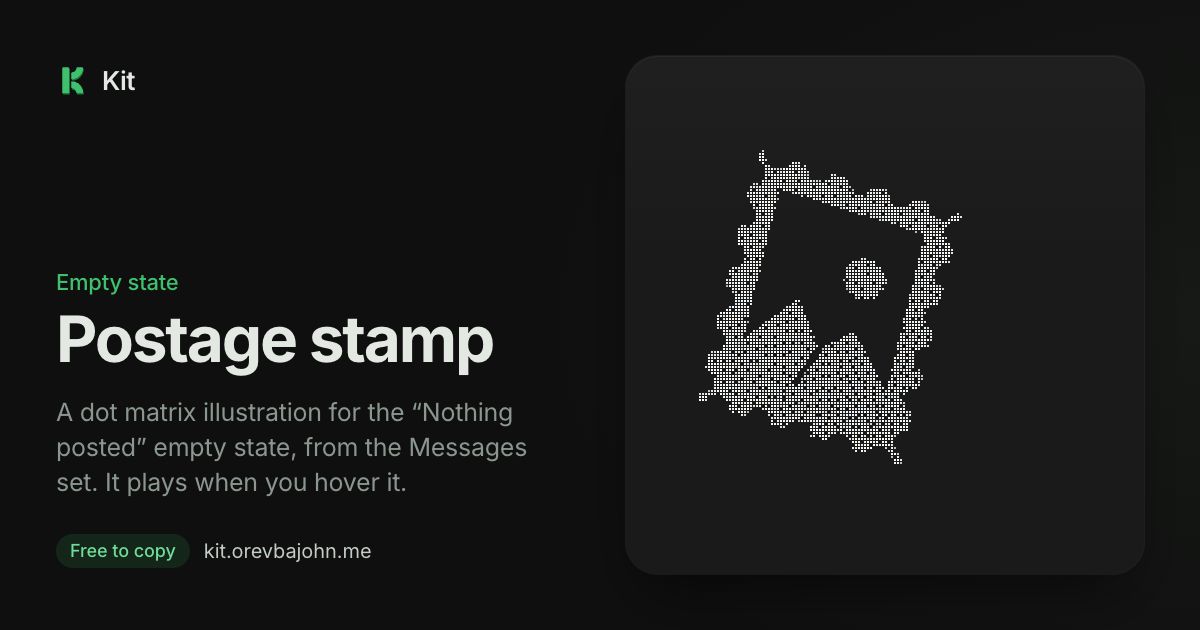 Kit
Empty state
Postage stamp
A dot matrix illustration for the “Nothing
posted” empty state, from the Messages
set. It plays when you hover it.
Free to copy
kit.orevbajohn.me